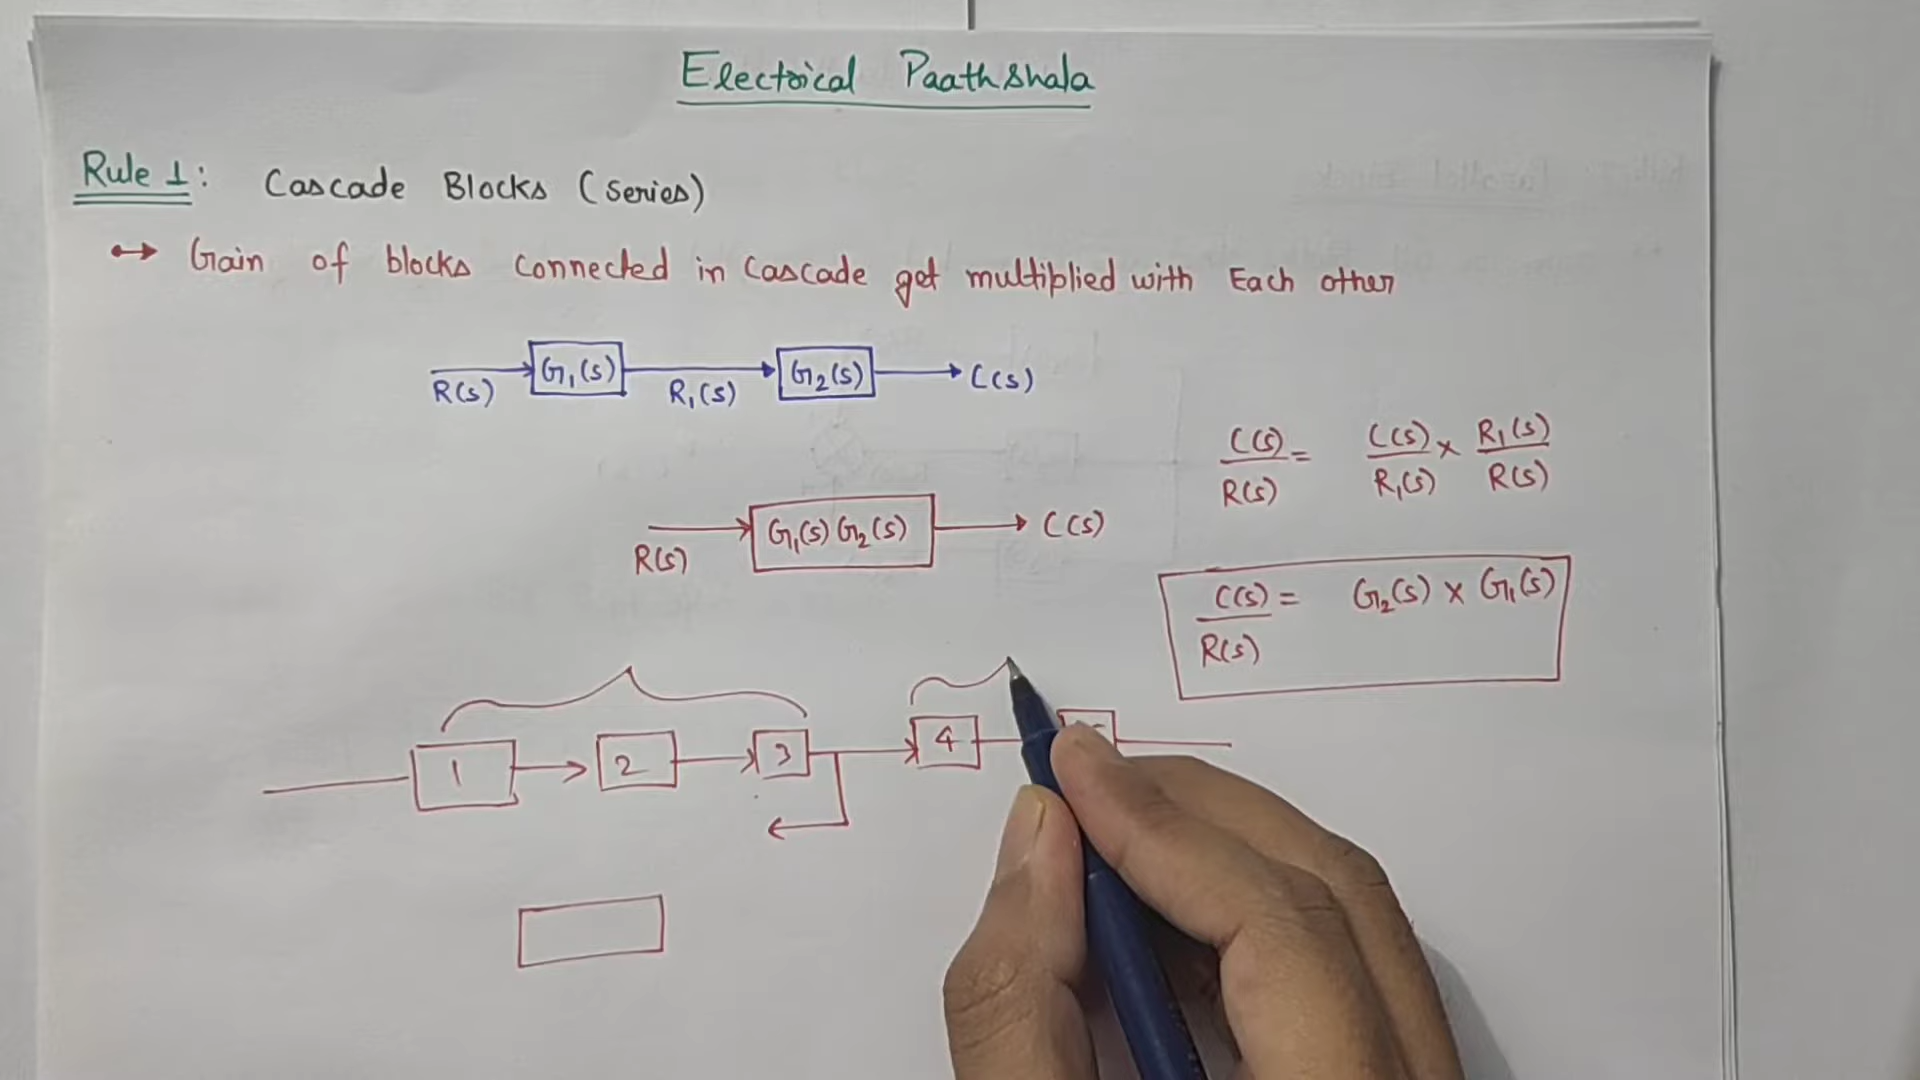 Electrical Paathshala
Rule 1: Cascade Blocks (series)
Gain of blocks connected in cascade get multiplied with Each other
R(s) G₁(s) R₁(s) G₂(s) C(s)
C(s)/R(s) = C(s)/R₁(s) × R₁(s)/R(s)
R(s) G₁(s) G₂(s) C(s)
C(s)/R(s) = G₂(s) × G₁(s)
1 2 3 4